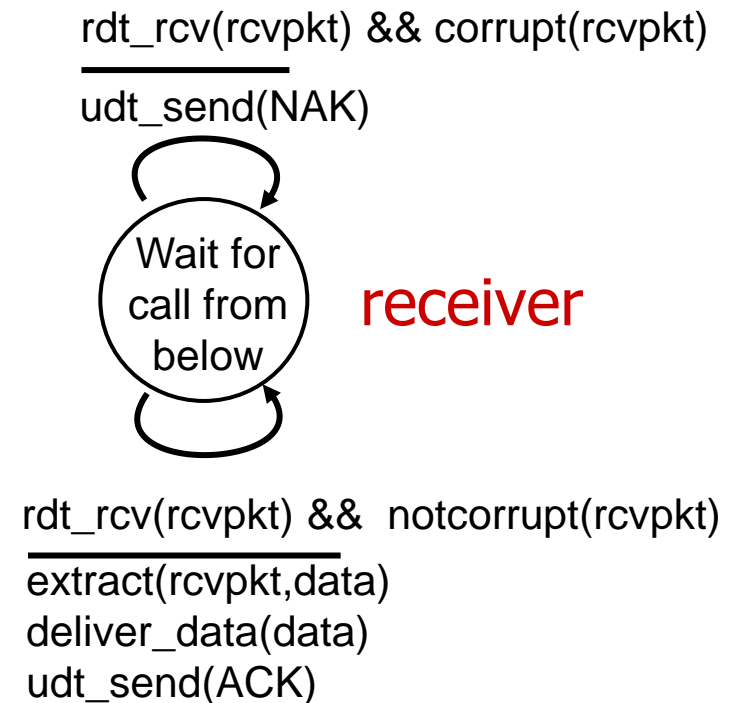 rdt_rcv(rcvpkt) && corrupt(rcvpkt)
udt_send(NAK)
Wait for
call from
below
receiver
rdt_rcv(rcvpkt) && notcorrupt(rcvpkt)
extract(rcvpkt,data)
deliver_data(data)
udt_send(ACK)